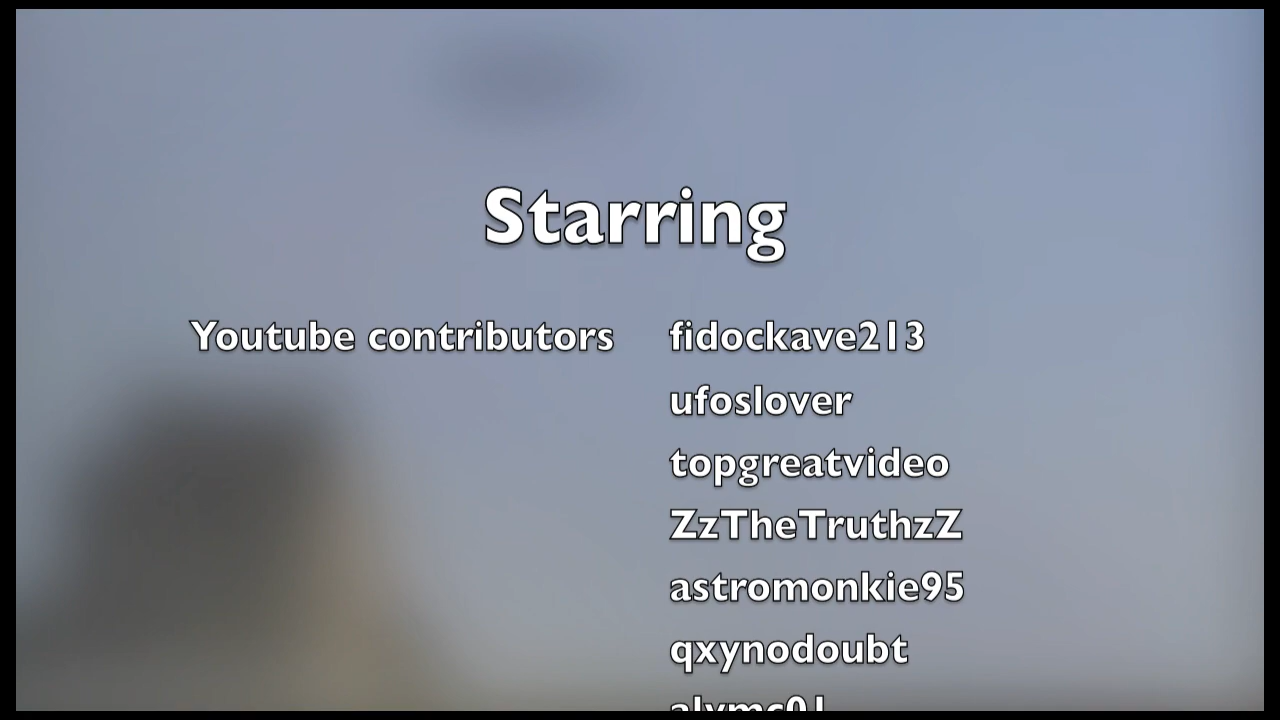 Starring
Youtube contributors fidockave213
ufoslover
topgreatvideo
ZzTheTruthzZ
astromonkie95
qxynodoubt